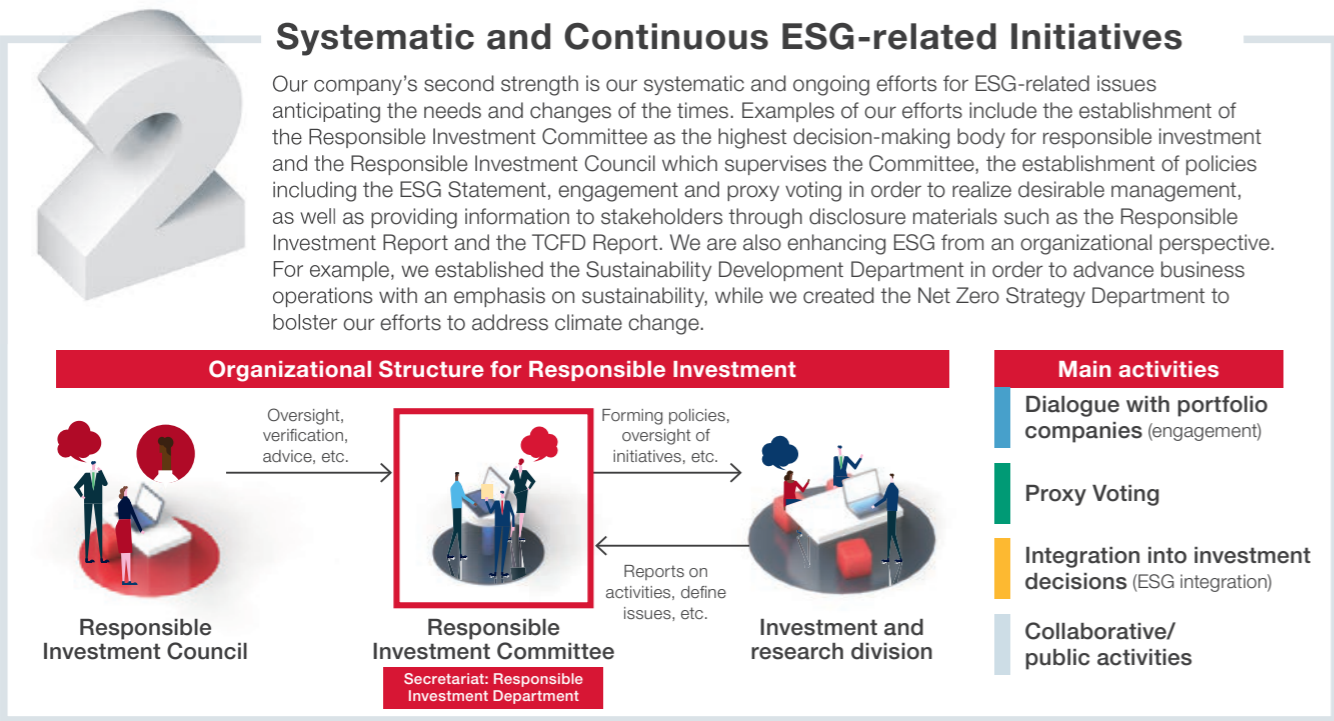 2
Systematic and Continuous ESG-related Initiatives
Our company's second strength is our systematic and ongoing efforts for ESG-related issues
anticipating the needs and changes of the times. Examples of our efforts include the establishment of
the Responsible Investment Committee as the highest decision-making body for responsible investment
and the Responsible Investment Council which supervises the Committee, the establishment of policies
including the ESG Statement, engagement and proxy voting in order to realize desirable management,
as well as providing information to stakeholders through disclosure materials such as the Responsible
Investment Report and the TCFD Report. We are also enhancing ESG from an organizational perspective.
For example, we established the Sustainability Development Department in order to advance business
operations with an emphasis on sustainability, while we created the Net Zero Strategy Department to
bolster our efforts to address climate change.
Organizational Structure for Responsible Investment
Oversight,
verification,
advice, etc.
Forming policies,
oversight of
initiatives, etc.
Reports on
activities, define
issues, etc.
Responsible
Investment Council
Responsible
Investment Committee
Secretariat: Responsible
Investment Department
Investment and
research division
Main activities
Dialogue with portfolio
companies (engagement)
Proxy Voting
Integration into investment
decisions (ESG integration)
Collaborative/
public activities